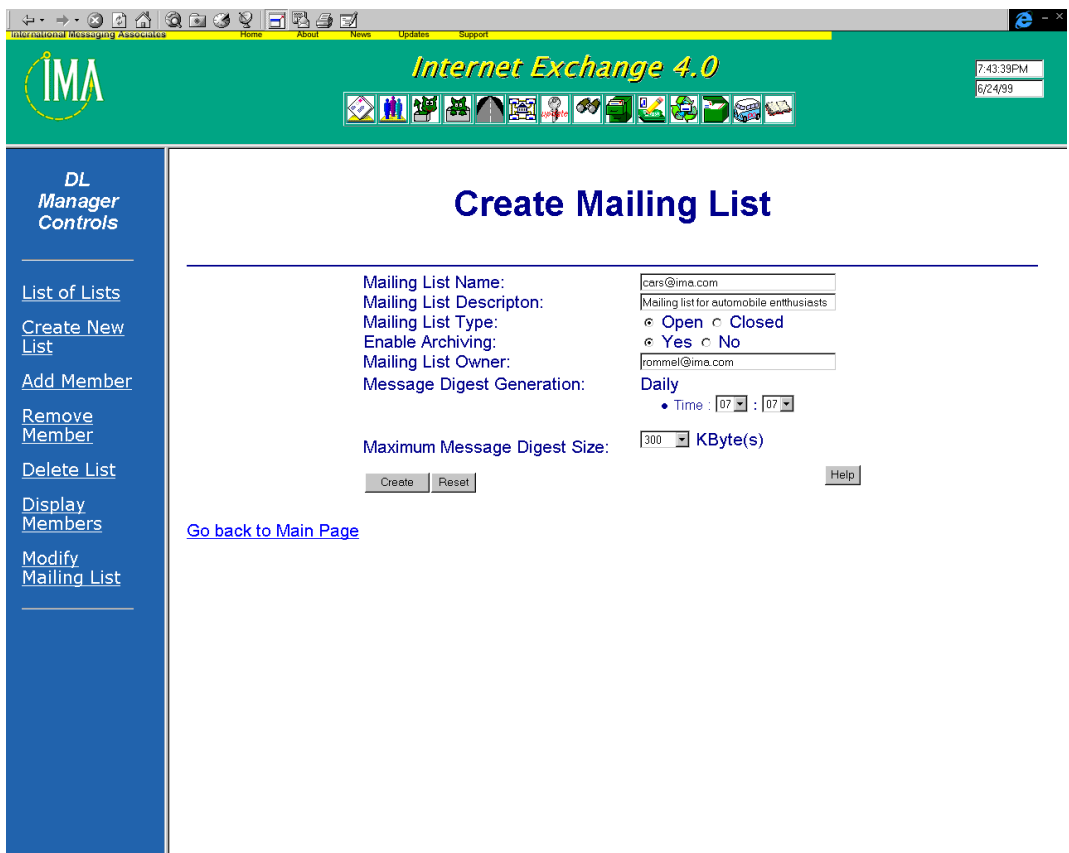 International Messaging Associates Home About News Updates Support
IMA
Internet Exchange 4.0
7:43:39PM
6/24/99
update
DL
Manager
Controls
List of Lists
Create New
List
Add Member
Remove
Member
Delete List
Display
Members
Modify
Mailing List
Create Mailing List
Mailing List Name: cars@ima.com
Mailing List Descripton: Mailing list for automobile entthusiasts
Mailing List Type: Open Closed
Enable Archiving: Yes No
Mailing List Owner: rommel@ima.com
Message Digest Generation: Daily
Time : 07 : 07
Maximum Message Digest Size: 300 KByte(s)
Create Reset Help
Go back to Main Page